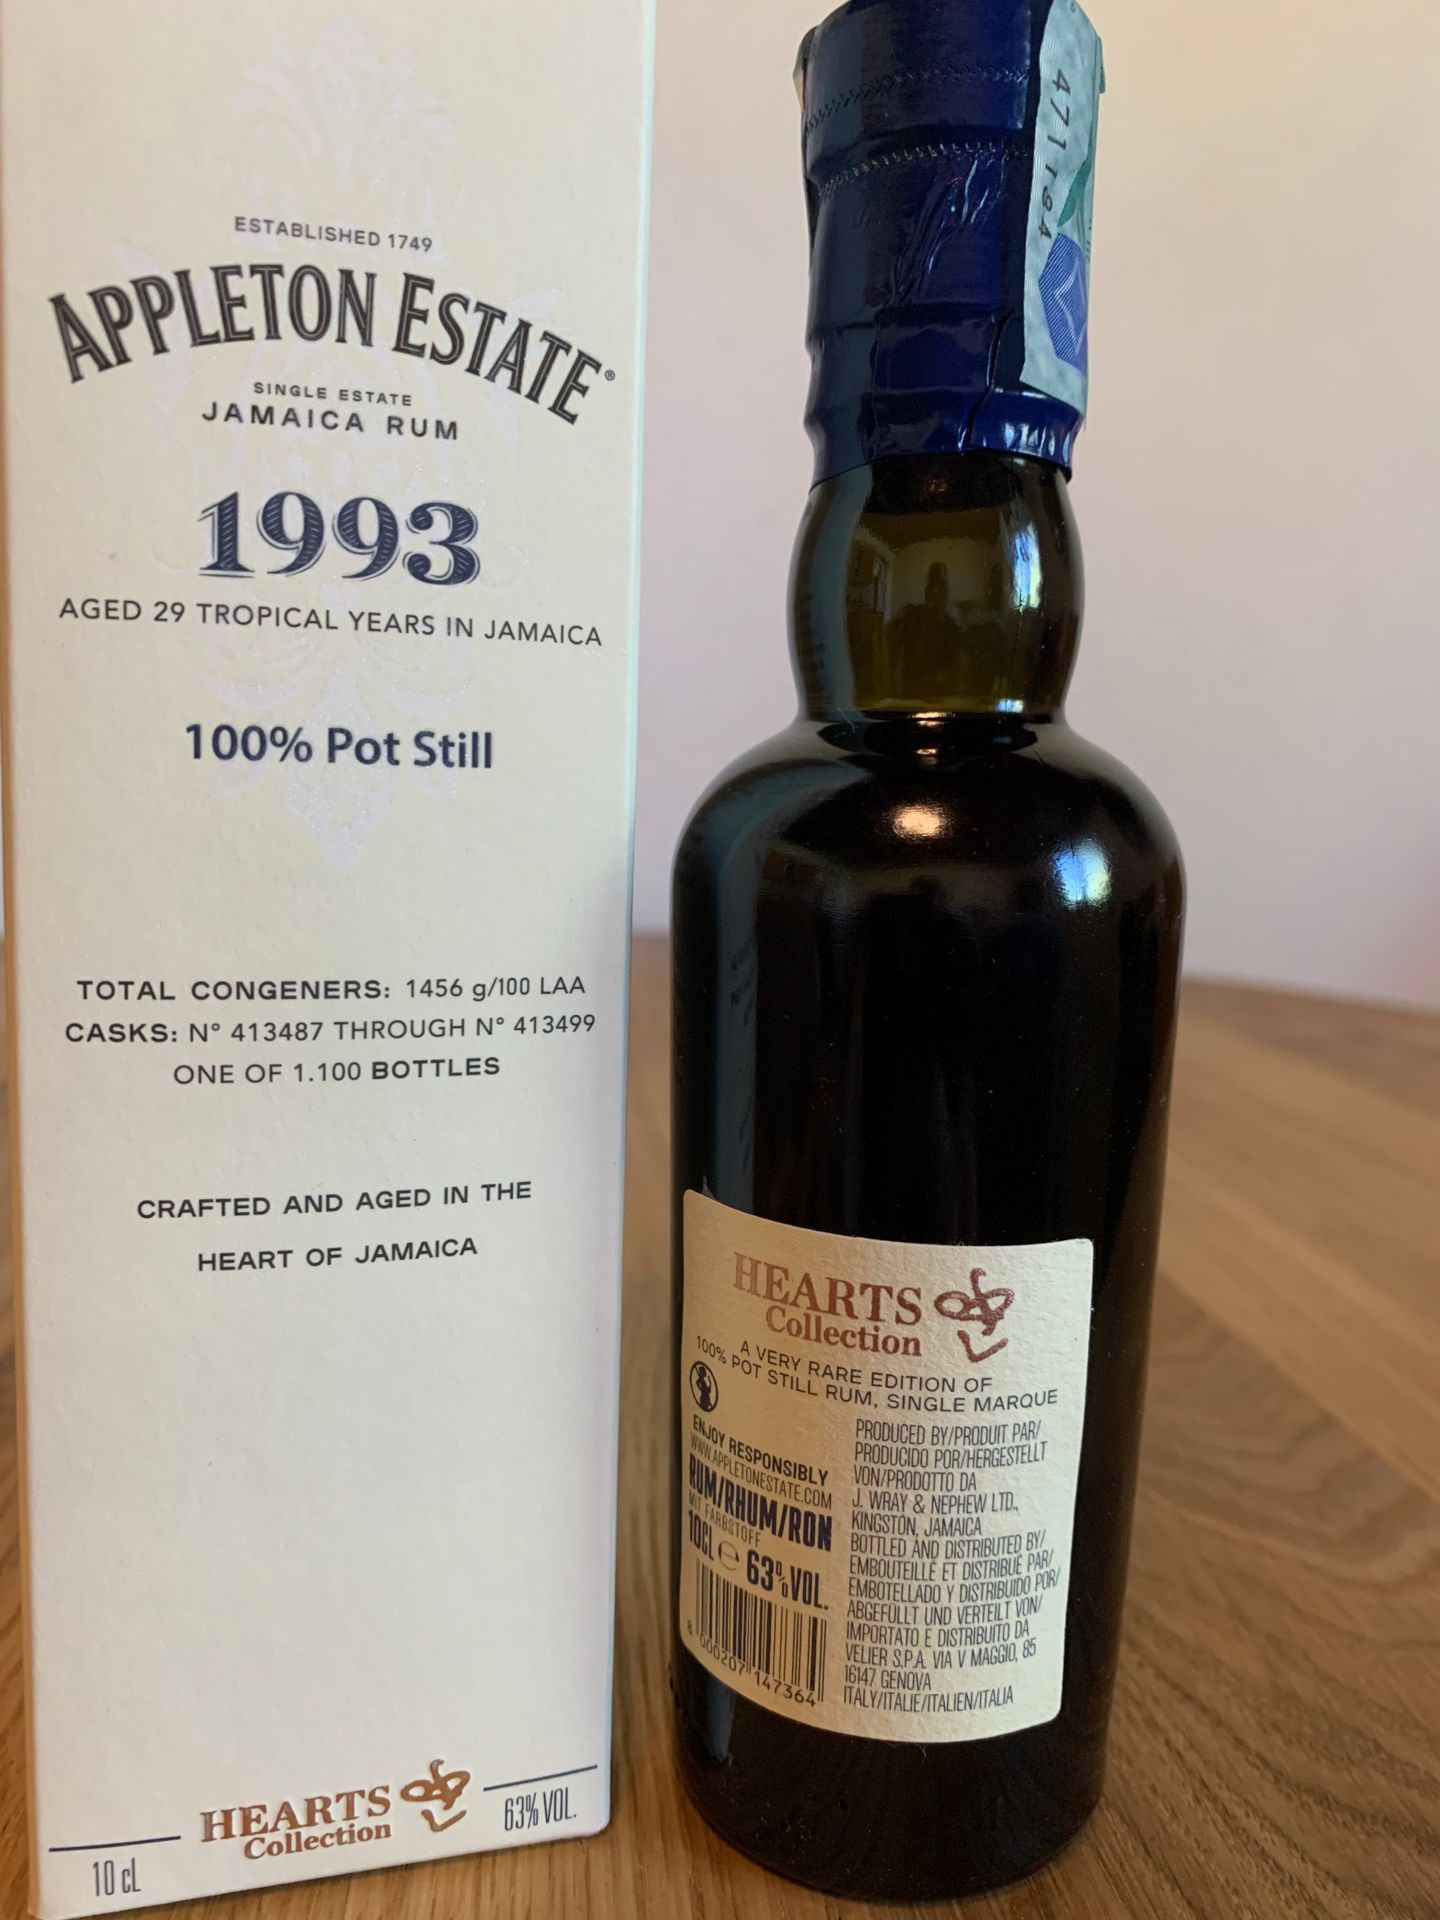 ESTABLISHED 1749
APPLETON ESTATE®
SINGLE ESTATE
JAMAICA RUM
1993
AGED 29 TROPICAL YEARS IN JAMAICA
100% Pot Still
TOTAL CONGENERS: 1456 g/100 LAA
CASKS: N° 413487 THROUGH N° 413499
ONE OF 1.100 BOTTLES
CRAFTED AND AGED IN THE
HEART OF JAMAICA
HEARTS
Collection
10 cL
63% VOL.
471T94
HEARTS
Collection
A VERY RARE EDITION OF
100% POT STILL RUM, SINGLE MARQUE
ENJOY RESPONSIBLY
WWW.APPLETONESTATE.COM
RUM/RHUM/RON
MIT FARBSTOFF
10CL e 63%VOL.
8 000207 147364
PRODUCED BY/PRODUIT PAR/
PRODUCIDO POR/HERGESTELLT
VON/PRODOTTO DA
J. WRAY & NEPHEW LTD.,
KINGSTON, JAMAICA
BOTTLED AND DISTRIBUTED BY/
EMBOUTEILLÉ ET DISTRIBUÉ PAR/
EMBOTELLADO Y DISTRIBUIDO POR/
ABGEFÜLLT UND VERTEILT VON/
IMPORTATO E DISTRIBUITO DA
VELIER S.P.A. VIA V MAGGIO, 85
16147 GENOVA
ITALY/ITALIE/ITALIEN/ITALIA